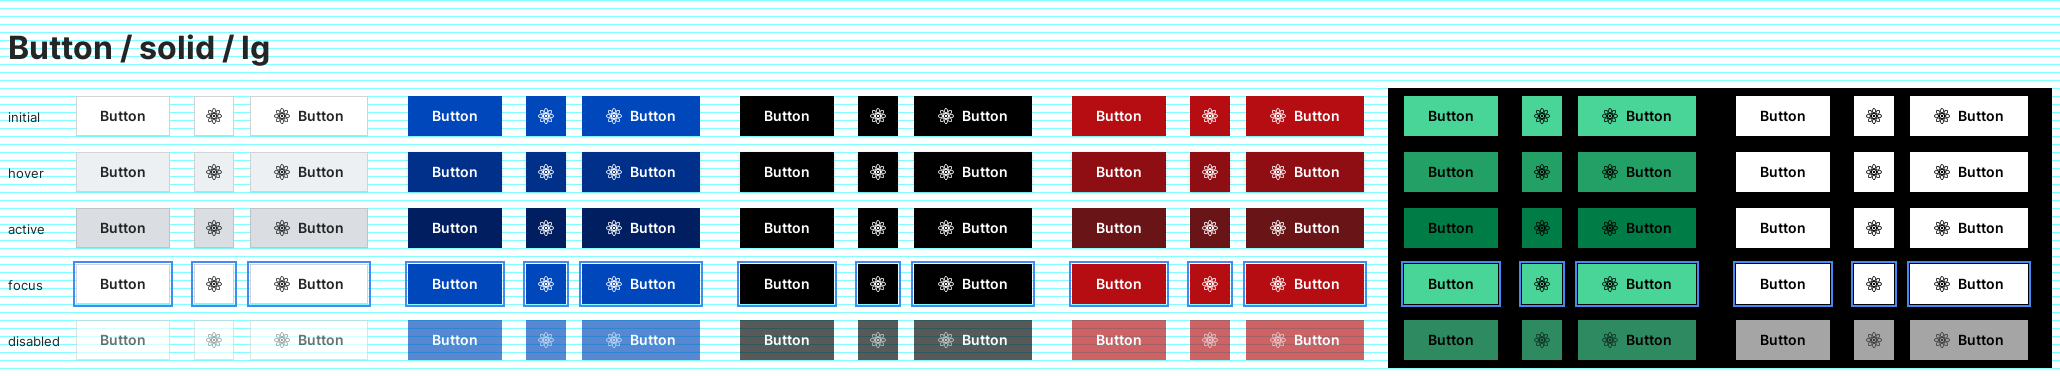 Button / solid / lg
initial Button Button Button Button Button Button Button Button Button Button Button Button
hover Button Button Button Button Button Button Button Button Button Button Button Button
active Button Button Button Button Button Button Button Button Button Button Button Button
focus Button Button Button Button Button Button Button Button Button Button Button Button
disabled Button Button Button Button Button Button Button Button Button Button Button Button